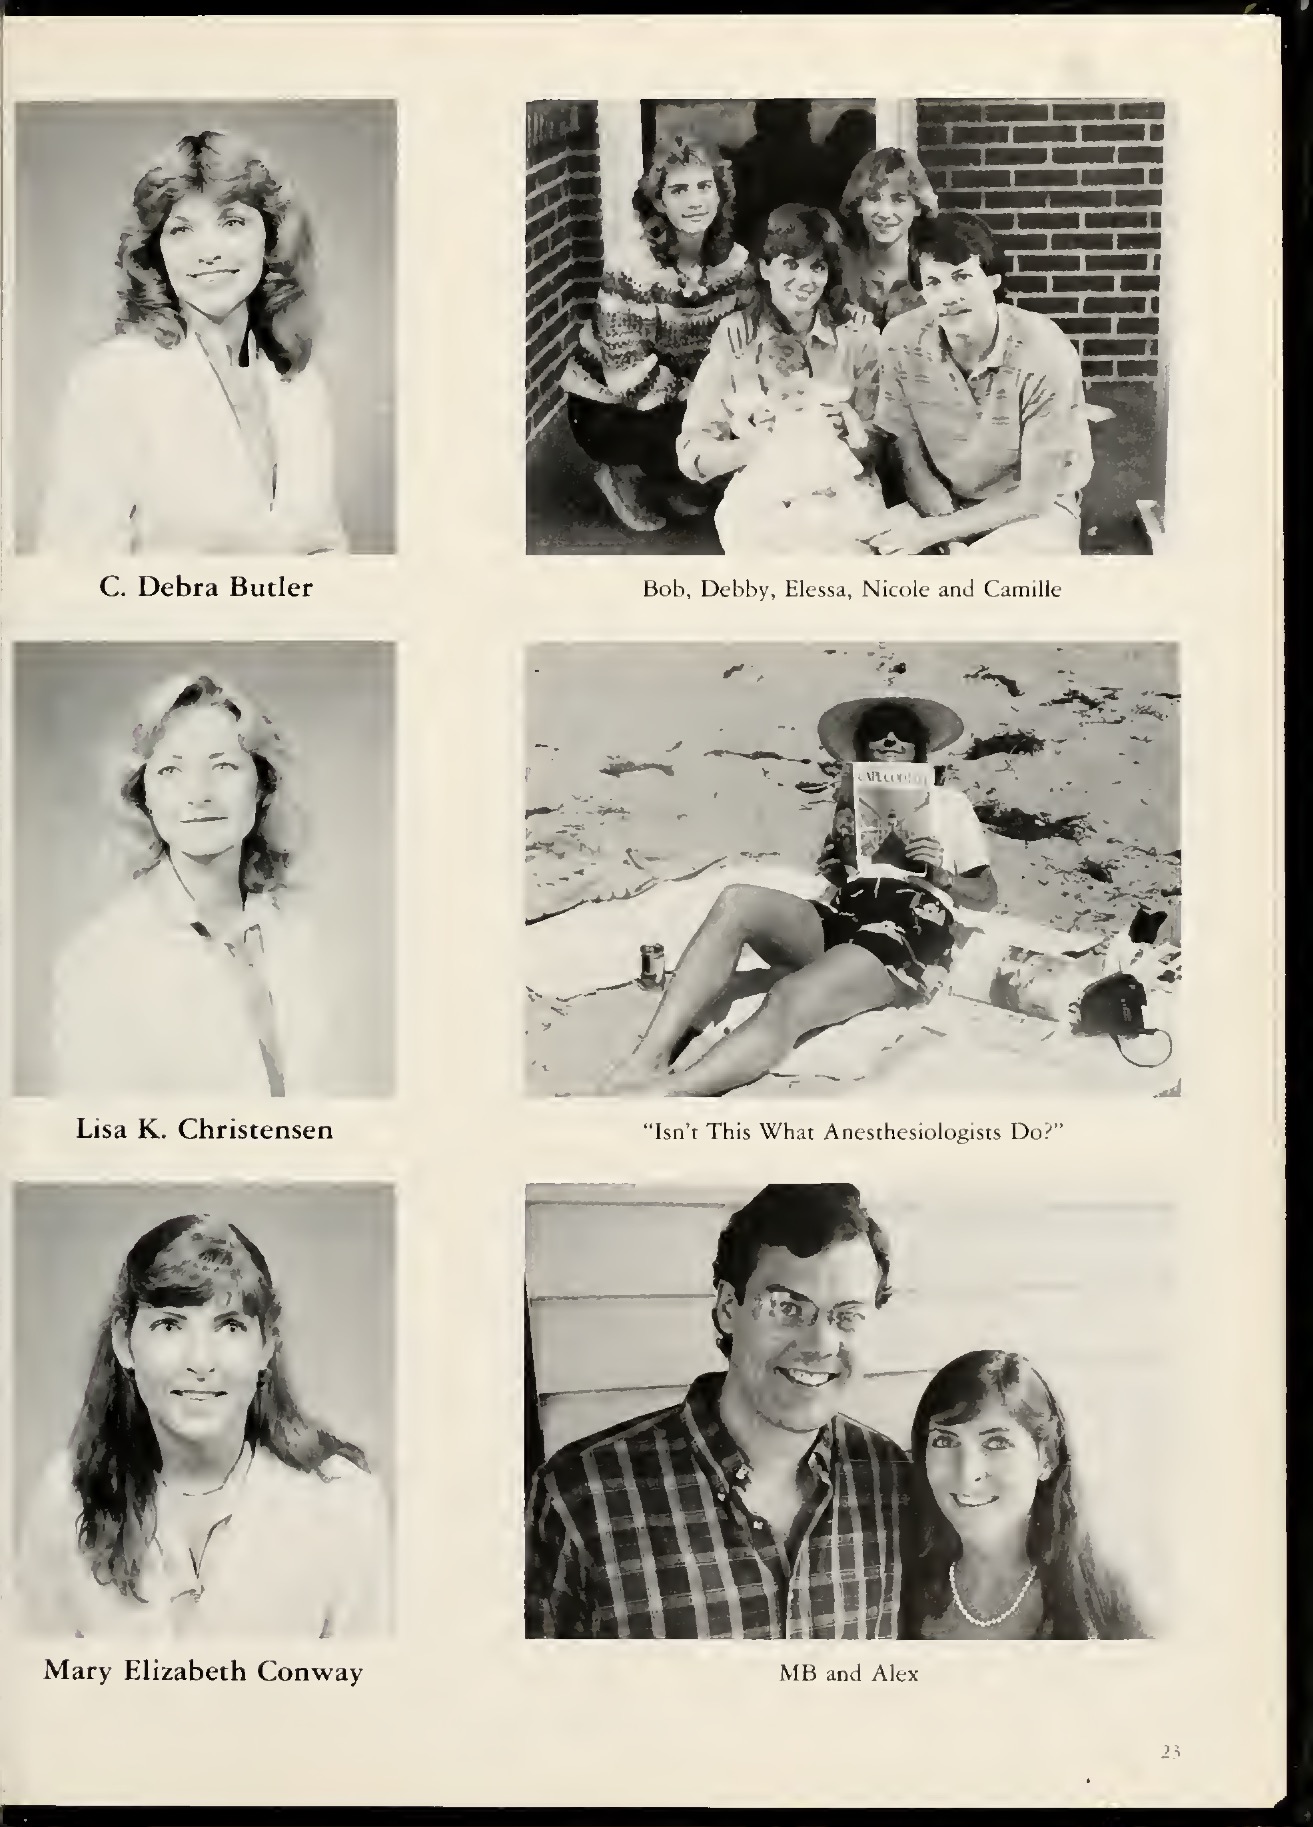 C. Debra Butler
Bob, Debby, Elessa, Nicole and Camille
Lisa K. Christensen
"Isn't This What Anesthesiologists Do?"
Mary Elizabeth Conway
MB and Alex
23